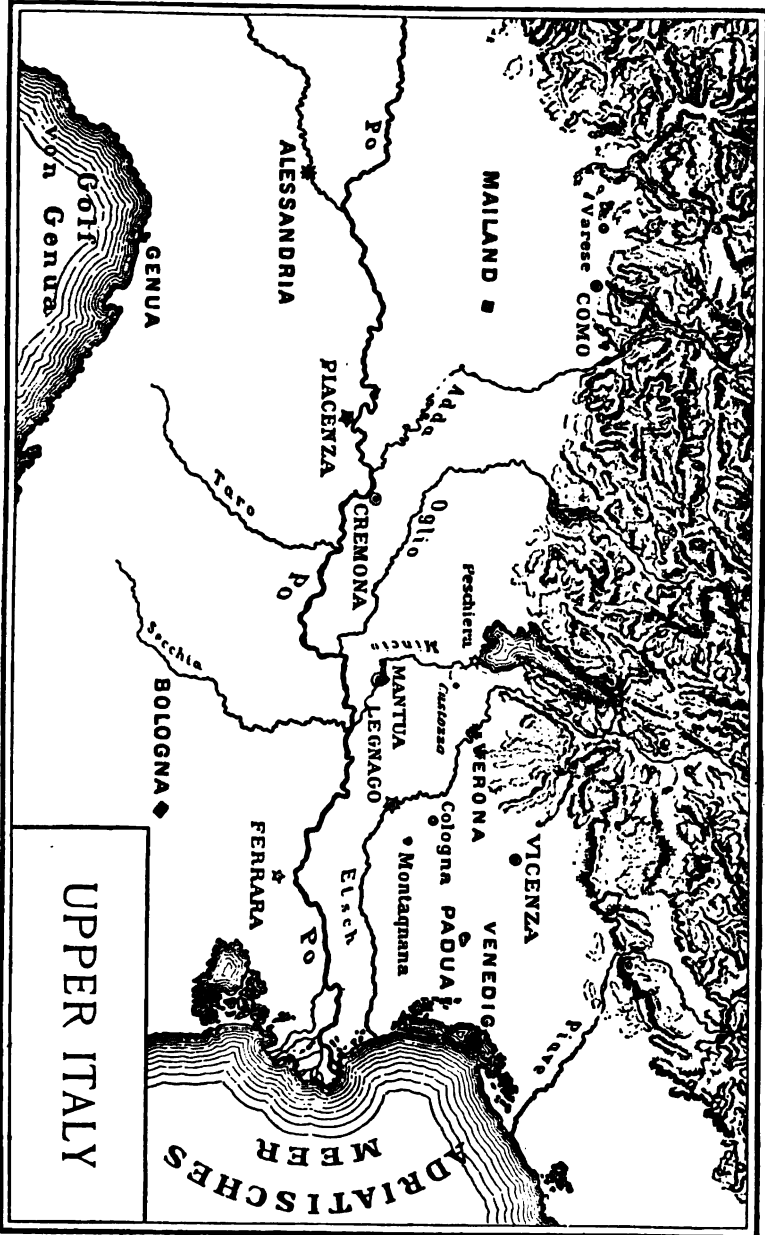 Varese
COMO
Piave
VICENZA
MAILAND
VENEDIG
VERONA
Peschiera
PADUA
Adda
Oglio
Mincio
Custozza
Cologna
Montagnana
MANTUA
LEGNAGO
Po
CREMONA
Etsch
PIACENZA
Po
Po
ALESSANDRIA
FERRARA
Taro
Secchia
BOLOGNA
GENUA
Golf
von Genua
ADRIATISCHES
MEER
UPPER ITALY